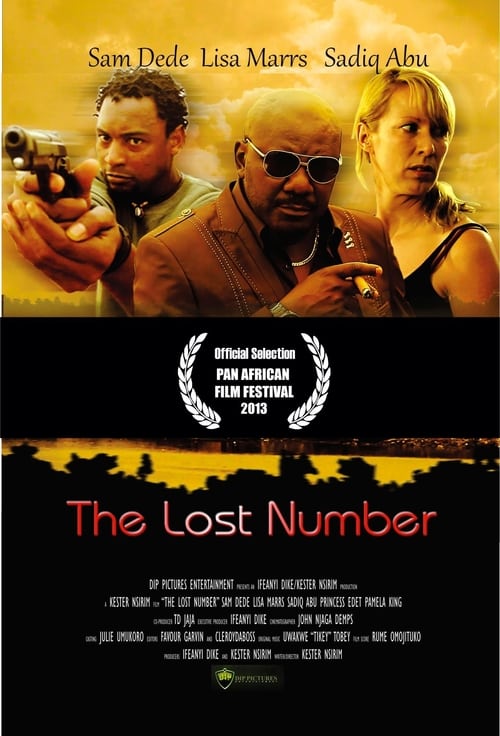 Sam Dede Lisa Marrs Sadiq Abu
Official Selection
PAN AFRICAN
FILM FESTIVAL
2013
The Lost Number
DIP PICTURES ENTERTAINMENT PRESENTS AN IFEANYI DIKE/KESTER NSIRIM PRODUCTION
A KESTER NSIRIM FILM "THE LOST NUMBER" SAM DEDE LISA MARRS SADIQ ABU PRINCESS EDET PAMELA KING
CO-PRODUCER TD JAJA EXECUTIVE PRODUCER IFEANYI DIKE CINEMATOGRAPHER JOHN NJAGA DEMPS
CASTING JULIE UMUKORO EDITORS FAVOUR GARVIN AND CLEROYDABOSS ORIGINAL MUSIC UWAKWE "TIKEY" TOBEY FILM SCORE RUME OMOJITUKO
PRODUCERS IFEANYI DIKE AND KESTER NSIRIM WRITER/DIRECTOR KESTER NSIRIM
DIP DIP PICTURES